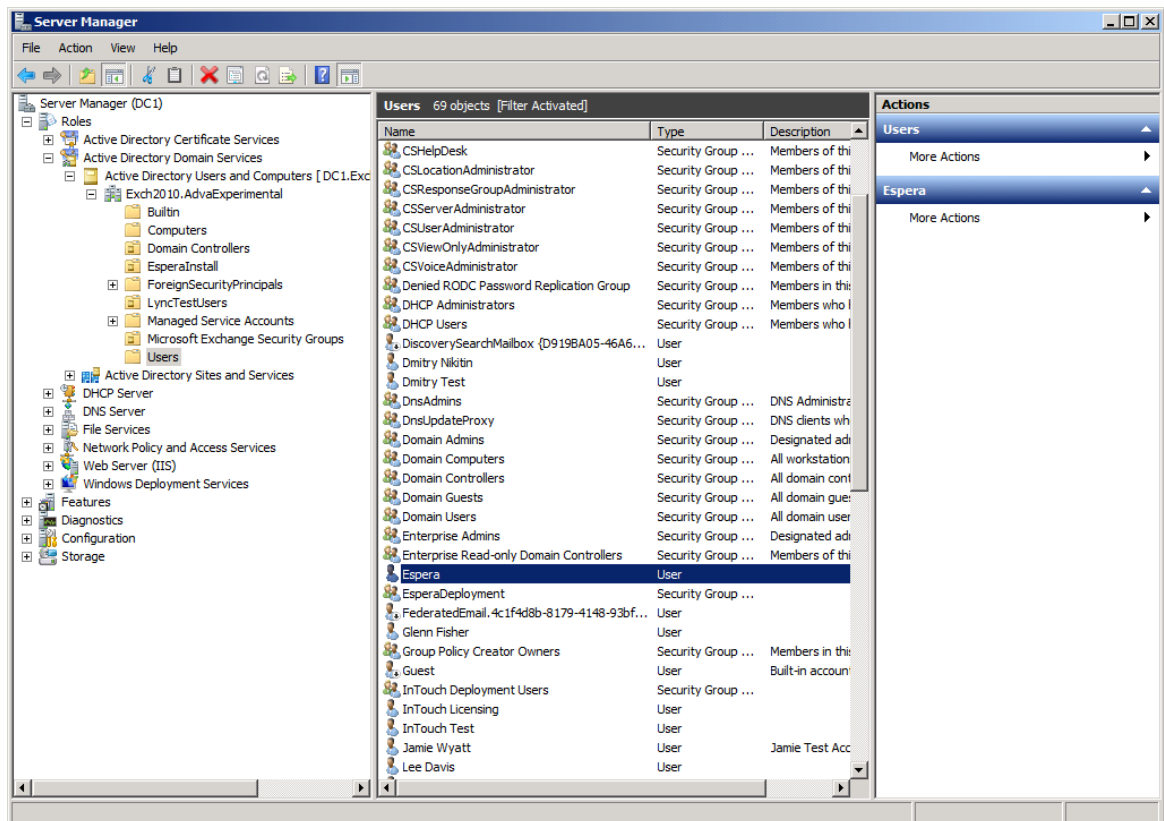 Server Manager
File Action View Help
Server Manager (DC1)
Roles
Active Directory Certificate Services
Active Directory Domain Services
Active Directory Users and Computers [ DC1.Exc
Exch2010.AdvaExperimental
Builtin
Computers
Domain Controllers
EsperaInstall
ForeignSecurityPrincipals
LyncTestUsers
Managed Service Accounts
Microsoft Exchange Security Groups
Users
Active Directory Sites and Services
DHCP Server
DNS Server
File Services
Network Policy and Access Services
Web Server (IIS)
Windows Deployment Services
Features
Diagnostics
Configuration
Storage
Users 69 objects [Filter Activated]
Name Type Description
CSHelpDesk Security Group ... Members of thi
CSLocationAdministrator Security Group ... Members of thi
CSResponseGroupAdministrator Security Group ... Members of thi
CSServerAdministrator Security Group ... Members of thi
CSUserAdministrator Security Group ... Members of thi
CSViewOnlyAdministrator Security Group ... Members of thi
CSVoiceAdministrator Security Group ... Members of thi
Denied RODC Password Replication Group Security Group ... Members in this
DHCP Administrators Security Group ... Members who h
DHCP Users Security Group ... Members who h
DiscoverySearchMailbox {D919BA05-46A6... User
Dmitry Nikitin User
Dmitry Test User
DnsAdmins Security Group ... DNS Administra
DnsUpdateProxy Security Group ... DNS clients wh
Domain Admins Security Group ... Designated adr
Domain Computers Security Group ... All workstation
Domain Controllers Security Group ... All domain cont
Domain Guests Security Group ... All domain gues
Domain Users Security Group ... All domain user
Enterprise Admins Security Group ... Designated adr
Enterprise Read-only Domain Controllers Security Group ... Members of thi
Espera User
EsperaDeployment Security Group ...
FederatedEmail.4c1f4d8b-8179-4148-93bf... User
Glenn Fisher User
Group Policy Creator Owners Security Group ... Members in this
Guest User Built-in account
InTouch Deployment Users Security Group ...
InTouch Licensing User
InTouch Test User
Jamie Wyatt User Jamie Test Acc
Lee Davis User
Actions
Users
More Actions
Espera
More Actions